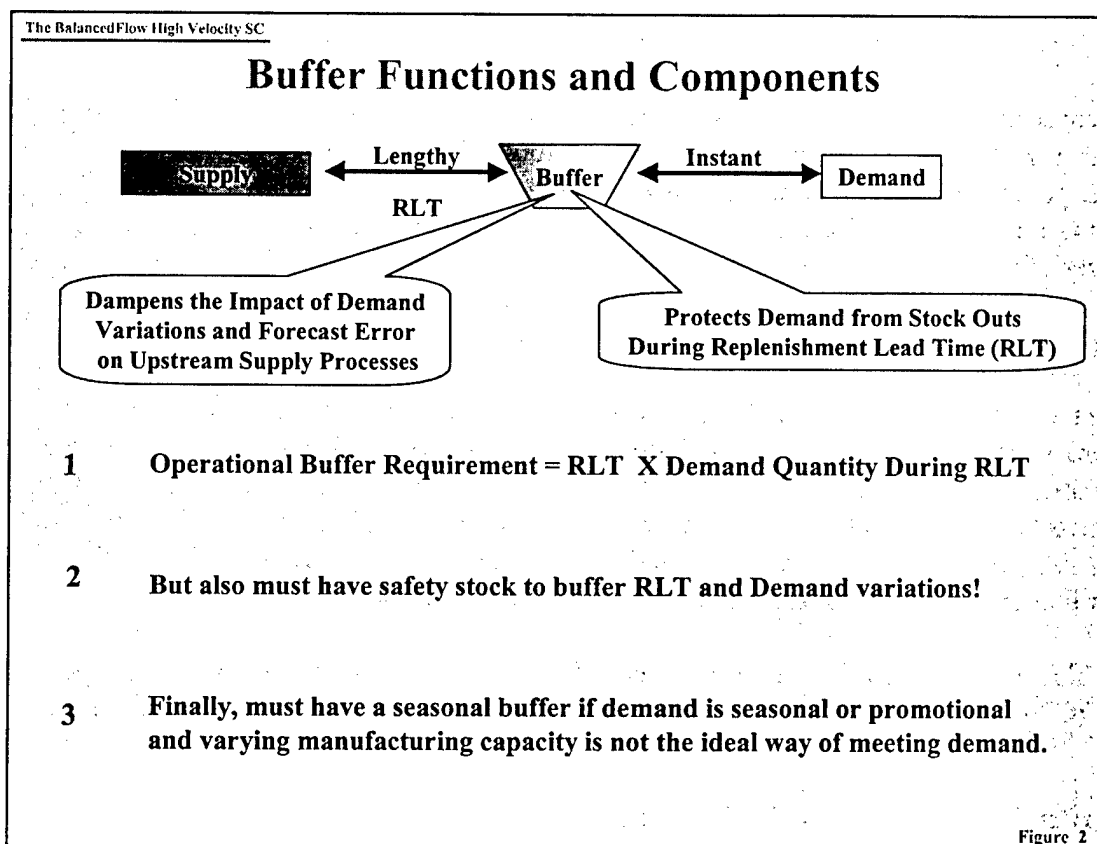 The BalancedFlow High Velocity SC
Buffer Functions and Components
Supply
Lengthy
RLT
Buffer
Instant
Demand
Dampens the Impact of Demand
Variations and Forecast Error
on Upstream Supply Processes
Protects Demand from Stock Outs
During Replenishment Lead Time (RLT)
1 Operational Buffer Requirement = RLT X Demand Quantity During RLT
2 But also must have safety stock to buffer RLT and Demand variations!
3 Finally, must have a seasonal buffer if demand is seasonal or promotional
and varying manufacturing capacity is not the ideal way of meeting demand.
Figure 2